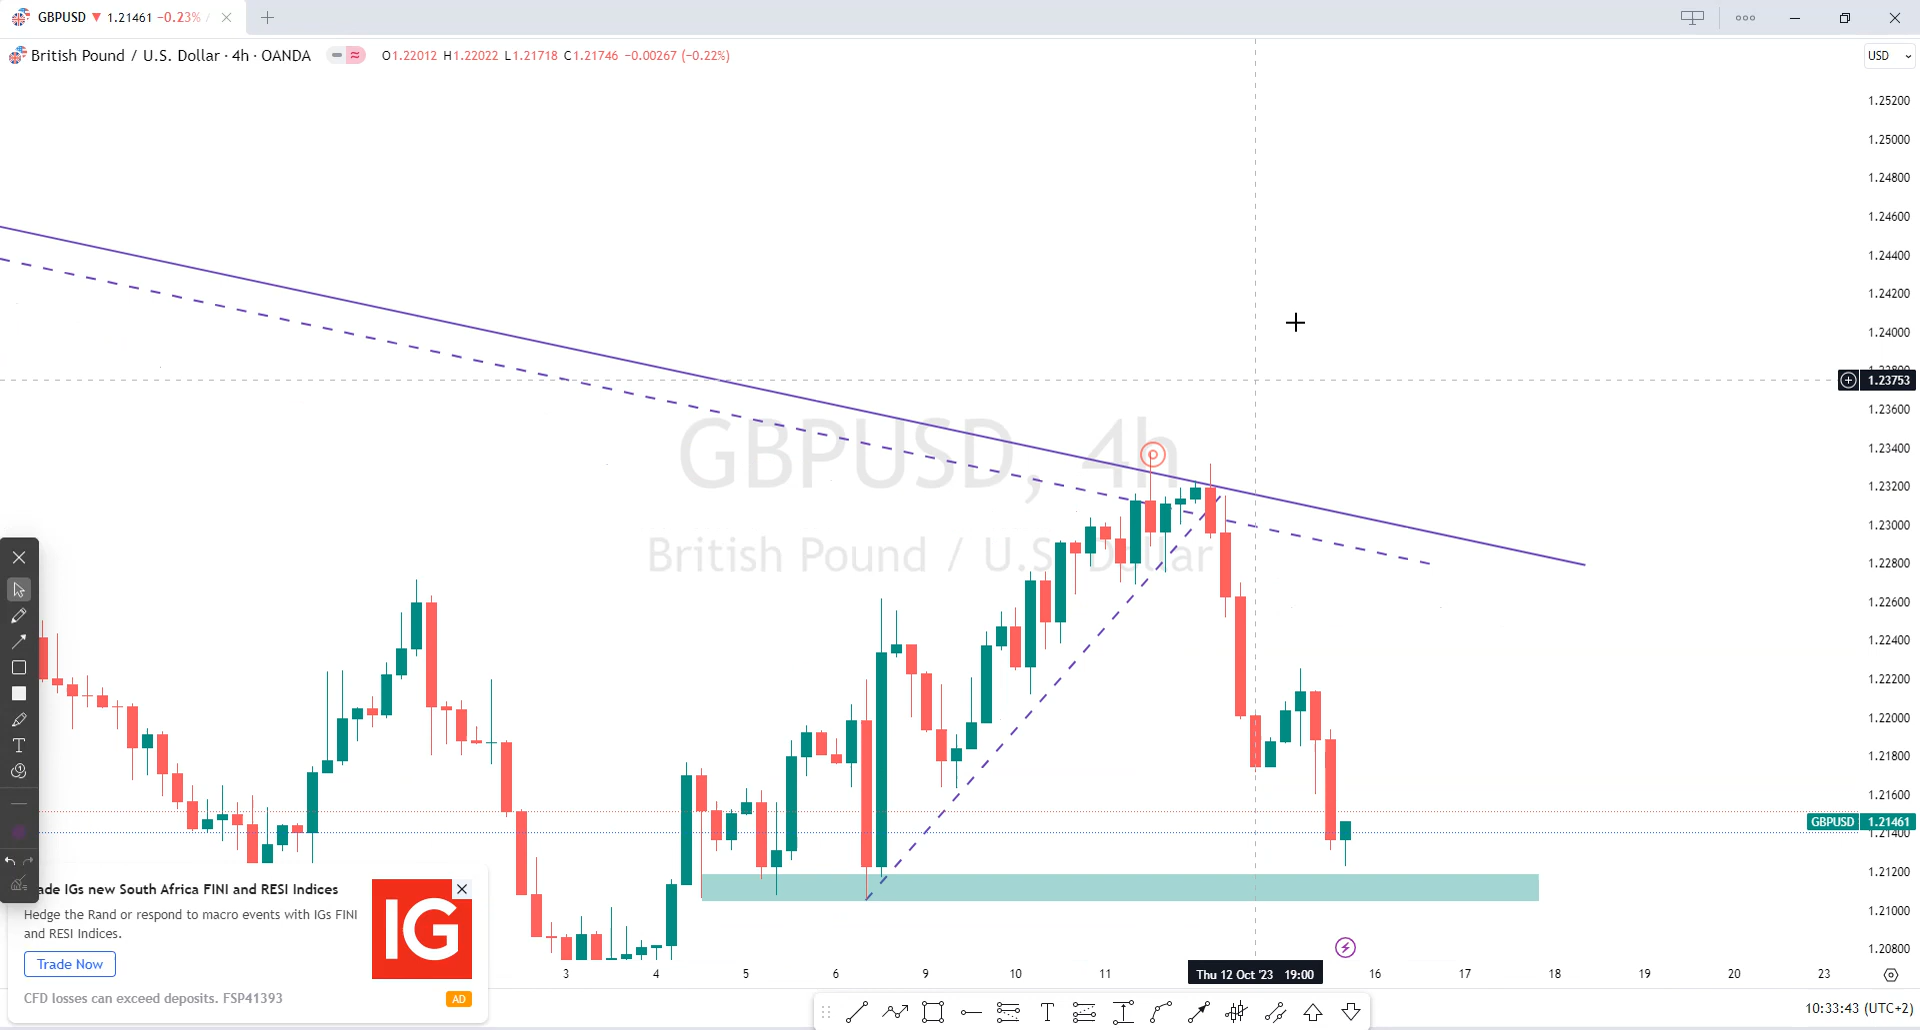 GBPUSD 1.21461 −0.23% /
British Pound / U.S. Dollar · 4h · OANDA O1.22012 H1.22022 L1.21718 C1.21746 −0.00267 (−0.22%)
USD
1.25200
1.25000
1.24800
1.24600
1.24400
1.24200
1.24000
1.23753
1.23600
1.23400
1.23200
1.23000
1.22800
1.22600
1.22400
1.22200
1.22000
1.21800
1.21600
GBPUSD 1.21461
1.21400
1.21200
1.21000
1.20800
GBPUSD, 4h
British Pound / U.S. Dollar
ade IGs new South Africa FINI and RESI Indices
Hedge the Rand or respond to macro events with IGs FINI
and RESI Indices.
Trade Now
IG
CFD losses can exceed deposits. FSP41393
AD
3 4 5 6 9 10 11 Thu 12 Oct '23 19:00 16 17 18 19 20 23
T
T
10:33:43 (UTC+2)